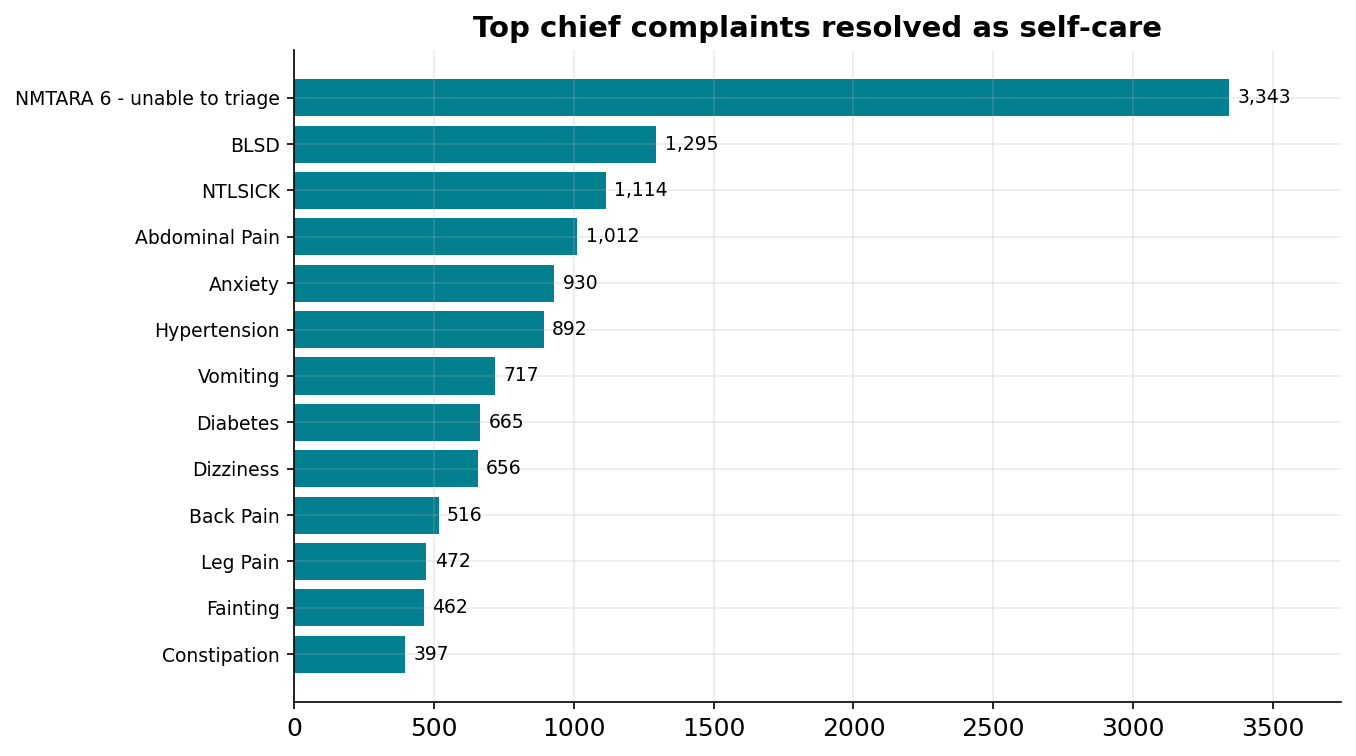 Top chief complaints resolved as self-care
NMTARA 6 - unable to triage 3,343
BLSD 1,295
NTLSICK 1,114
Abdominal Pain 1,012
Anxiety 930
Hypertension 892
Vomiting 717
Diabetes 665
Dizziness 656
Back Pain 516
Leg Pain 472
Fainting 462
Constipation 397
0 500 1000 1500 2000 2500 3000 3500